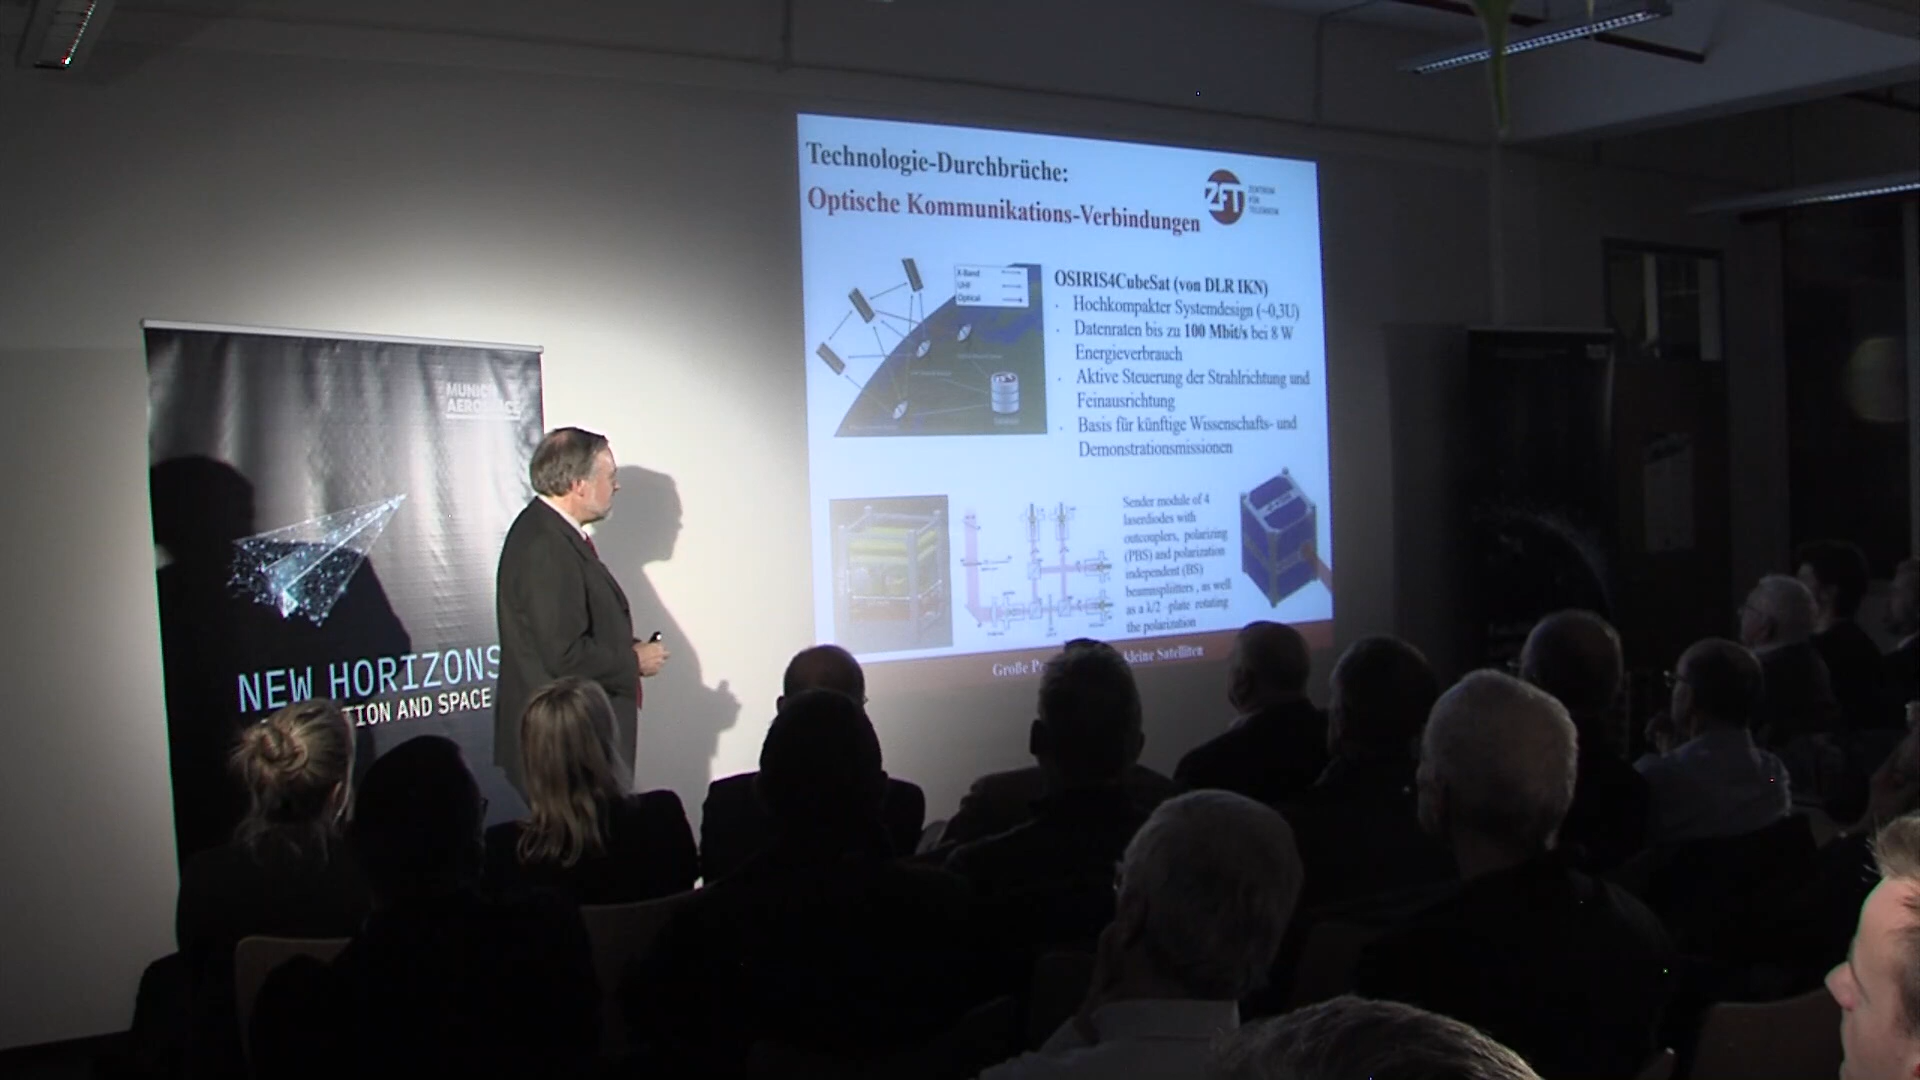 Technologie-Durchbrüche:
Optische Kommunikations-Verbindungen
ZFT
ZENTRUM
FÜR
TELEMATIK
X-Band
UHF
Optical
OSIRIS4CubeSat (von DLR IKN)
Hochkompakter Systemdesign (~0,3U)
Datenraten bis zu 100 Mbit/s bei 8 W
Energieverbrauch
Aktive Steuerung der Strahlrichtung und
Feinausrichtung
Basis für künftige Wissenschafts- und
Demonstrationsmissionen
Sender module of 4
laserdiodes with
outcouplers, polarizing
(PBS) and polarization
independent (BS)
beamsplitters , as well
as a λ/2 -plate rotating
the polarization
Große kleine Satelliten
MUNICH
AEROSPACE
NEW HORIZONS
AND SPACE